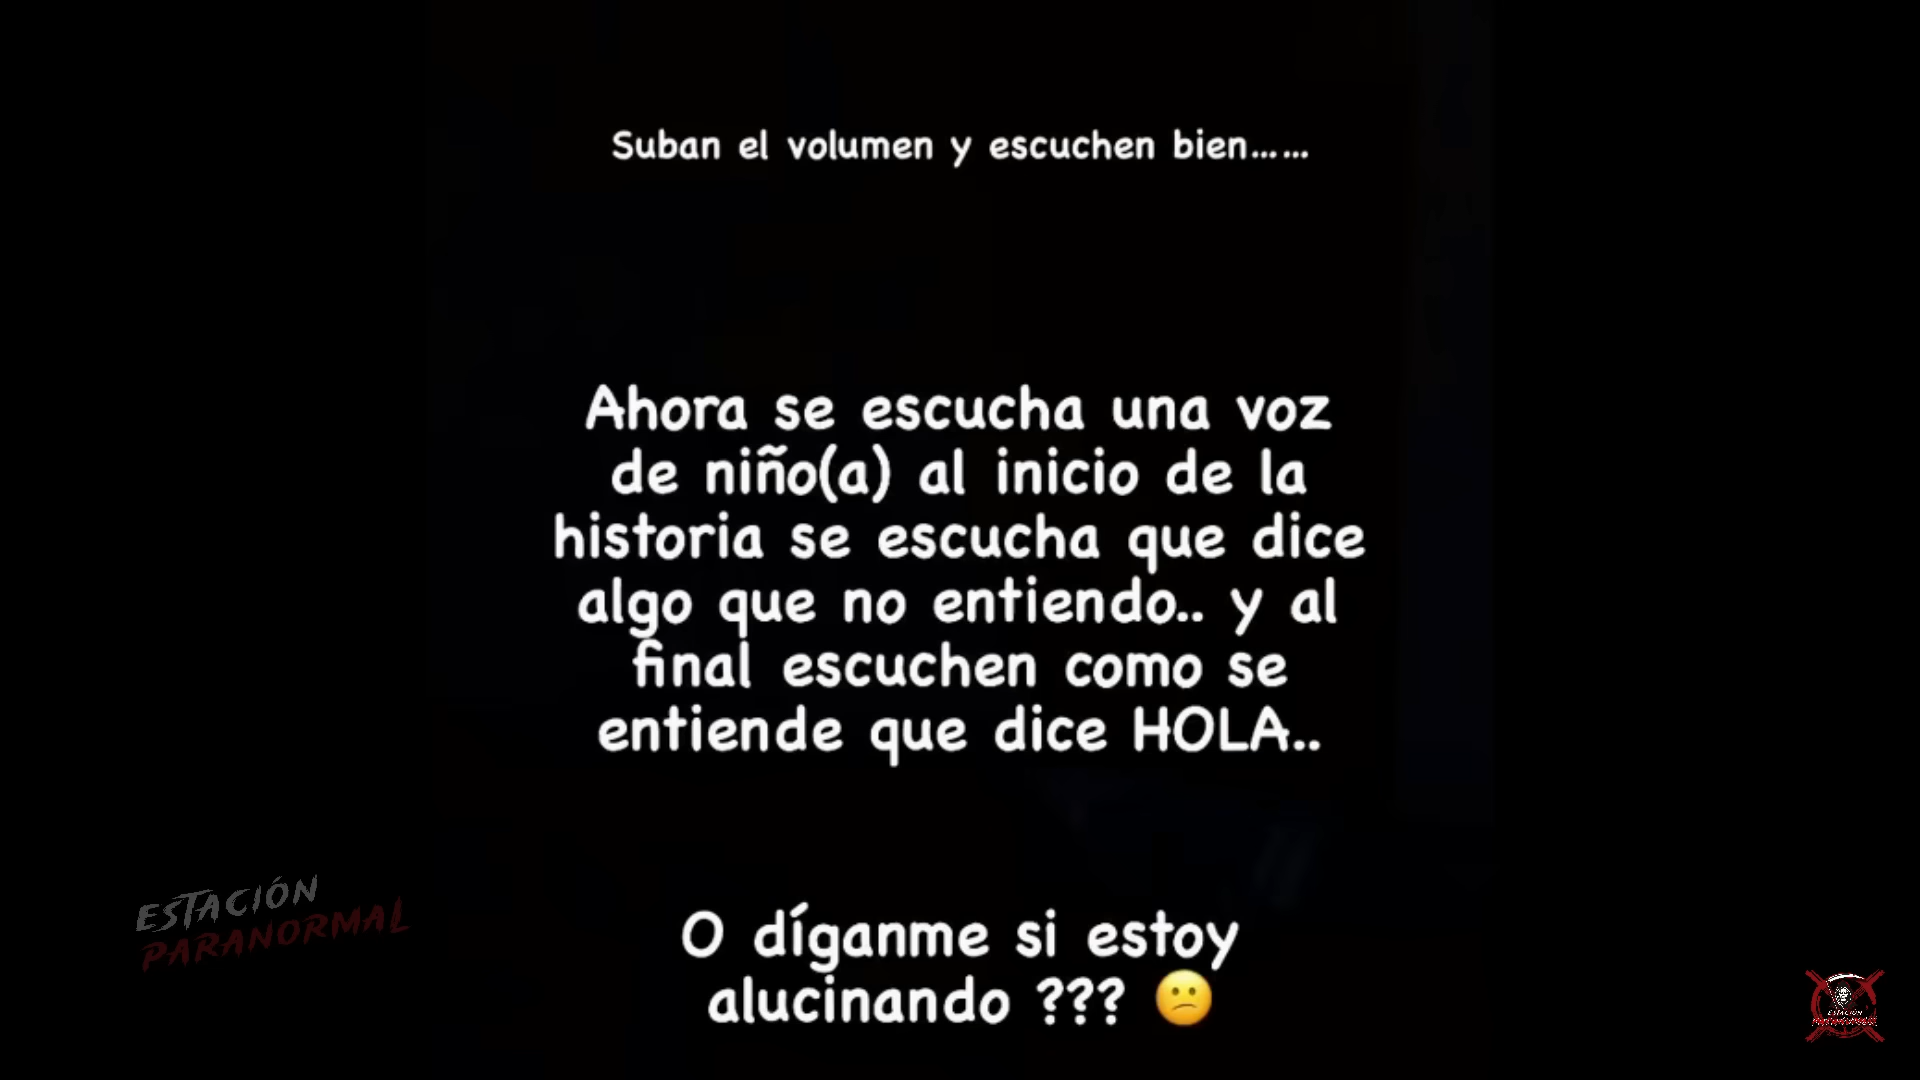 Suban el volumen y escuchen bien......
Ahora se escucha una voz
de niño(a) al inicio de la
historia se escucha que dice
algo que no entiendo.. y al
final escuchen como se
entiende que dice HOLA..
O díganme si estoy
alucinando ??? 😕
ESTACIÓN
PARANORMAL
ESTACIÓN
PARANORMAL